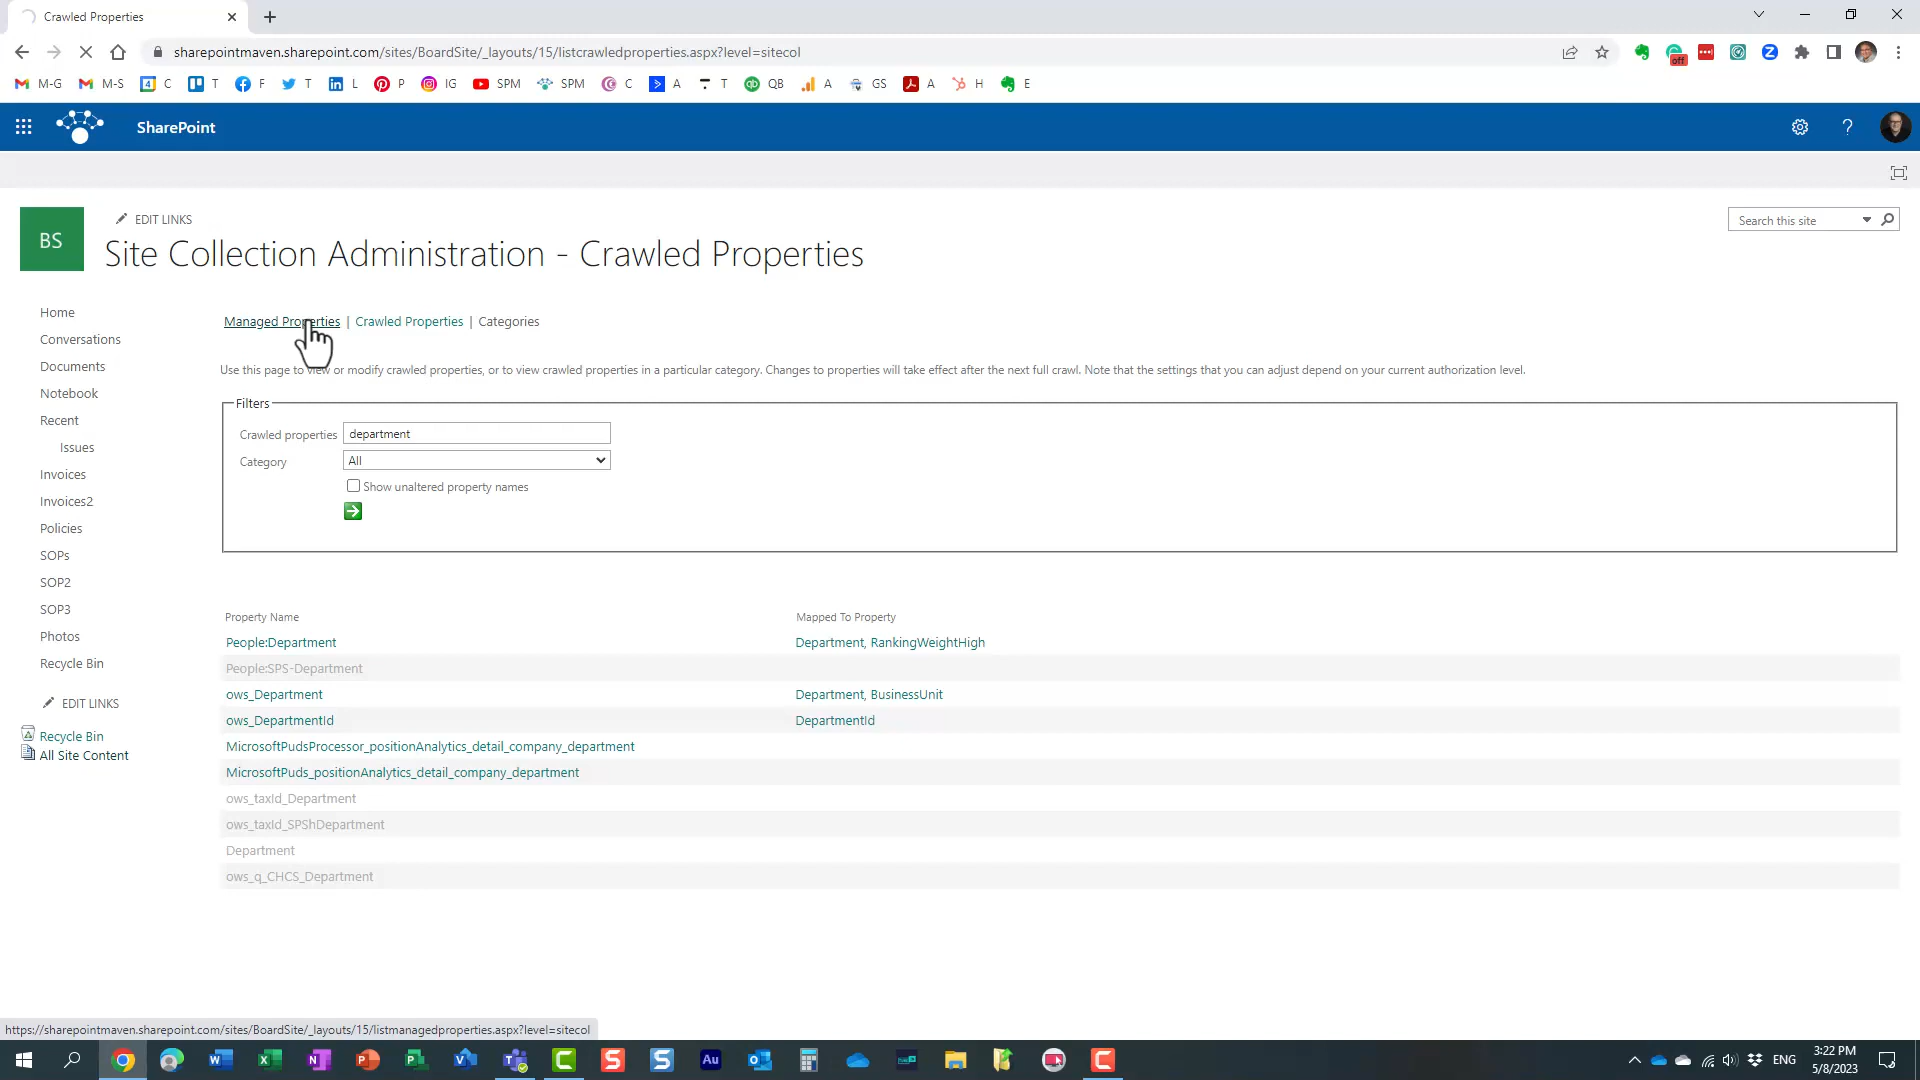 Crawled Properties
sharepointmaven.sharepoint.com/sites/BoardSite/_layouts/15/listcrawledproperties.aspx?level=sitecol
off
M-G M-S 4 C T F T L P IG SPM SPM C A T QB A GS A H E
SharePoint
BS
EDIT LINKS
Search this site
Site Collection Administration - Crawled Properties
Home
Conversations
Documents
Notebook
Recent
Issues
Invoices
Invoices2
Policies
SOPs
SOP2
SOP3
Photos
Recycle Bin
EDIT LINKS
Recycle Bin
All Site Content
Managed Properties | Crawled Properties | Categories
Use this page to view or modify crawled properties, or to view crawled properties in a particular category. Changes to properties will take effect after the next full crawl. Note that the settings that you can adjust depend on your current authorization level.
Filters
Crawled properties department
Category All
Show unaltered property names
Property Name Mapped To Property
People:Department Department, RankingWeightHigh
People:SPS-Department
ows_Department Department, BusinessUnit
ows_DepartmentId DepartmentId
MicrosoftPudsProcessor_positionAnalytics_detail_company_department
MicrosoftPuds_positionAnalytics_detail_company_department
ows_taxId_Department
ows_taxId_SPShDepartment
Department
ows_q_CHCS_Department
https://sharepointmaven.sharepoint.com/sites/BoardSite/_layouts/15/listmanagedproperties.aspx?level=sitecol
ENG
3:22 PM
5/8/2023